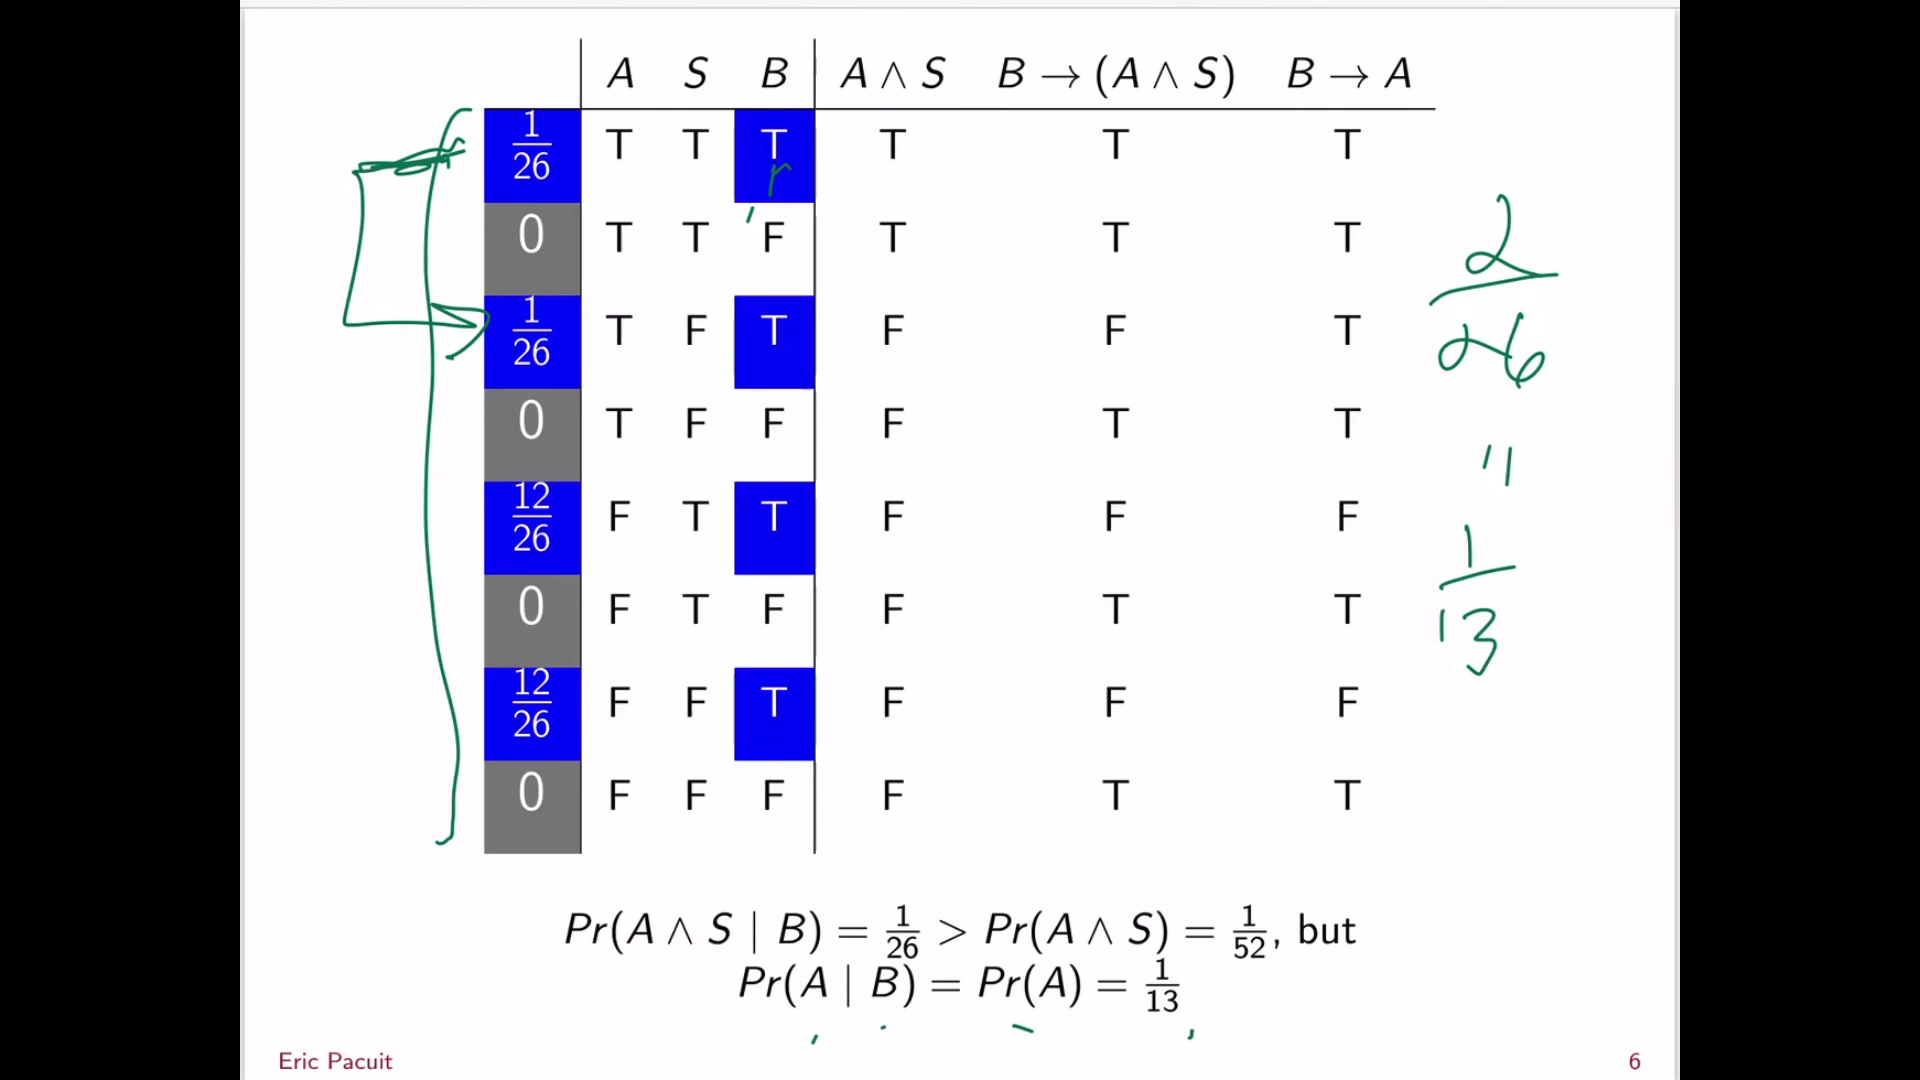 A S B A ∧ S B → (A ∧ S) B → A
1/26 T T T T T T
r
0 T T F T T T
1/26 T F T F F T
0 T F F F T T
12/26 F T T F F F
0 F T F F T T
12/26 F F T F F F
0 F F F F T T
2/26
"
1/13
Pr(A ∧ S | B) = 1/26 > Pr(A ∧ S) = 1/52, but
Pr(A | B) = Pr(A) = 1/13
Eric Pacuit 6